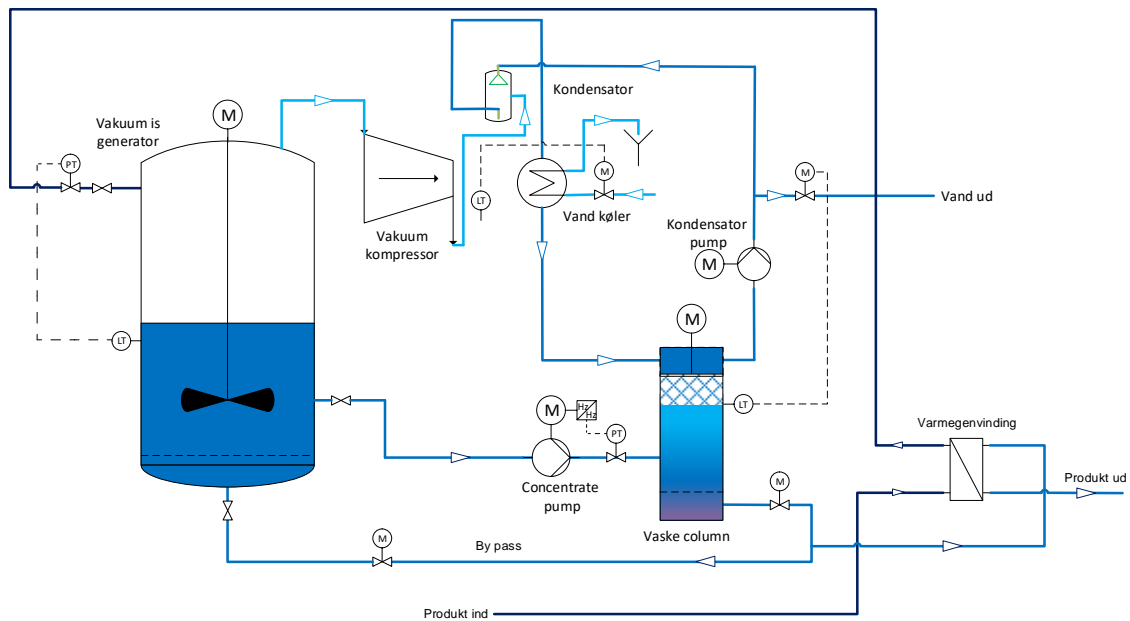 Kondensator
M
Vakuum is
generator
PT
M
M
LT
Vand køler
Vand ud
Kondensator
pump
M
Vakuum
kompressor
M
LT
M
Hz
Hz
LT
PT
Varmegenvinding
Concentrate
pump
M
Produkt ud
Vaske column
M
By pass
Produkt ind